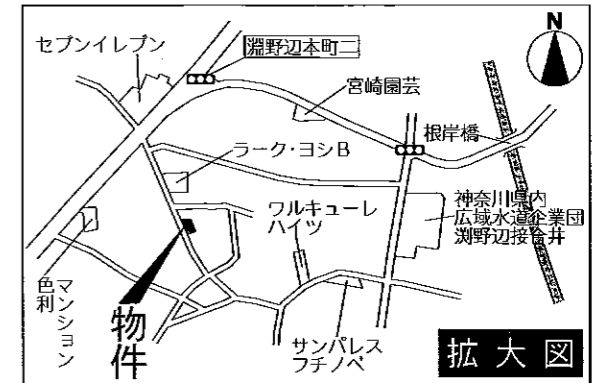 セブンイレブン
淵野辺本町二
N
宮崎園芸
根岸橋
ラーク・ヨシB
ワルキューレ
ハイツ
神奈川県内
広域水道企業団
渕野辺接合井
色利
マンション
物件
サンパレス
フチノベ
拡大図